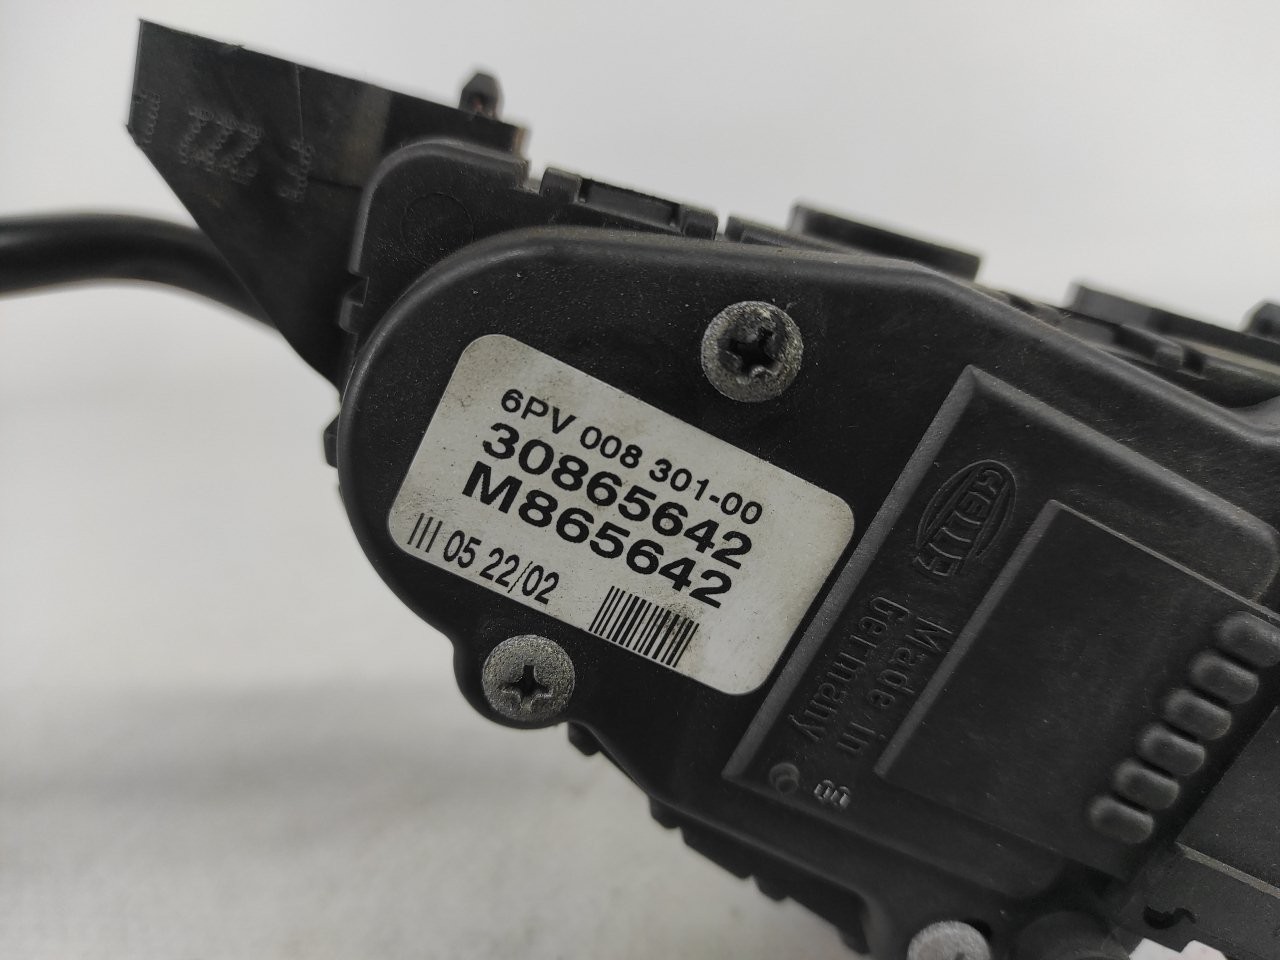 6PV 008 301-00
30865642
M865642
III 05 22/02
HELLA
Made in
Germany